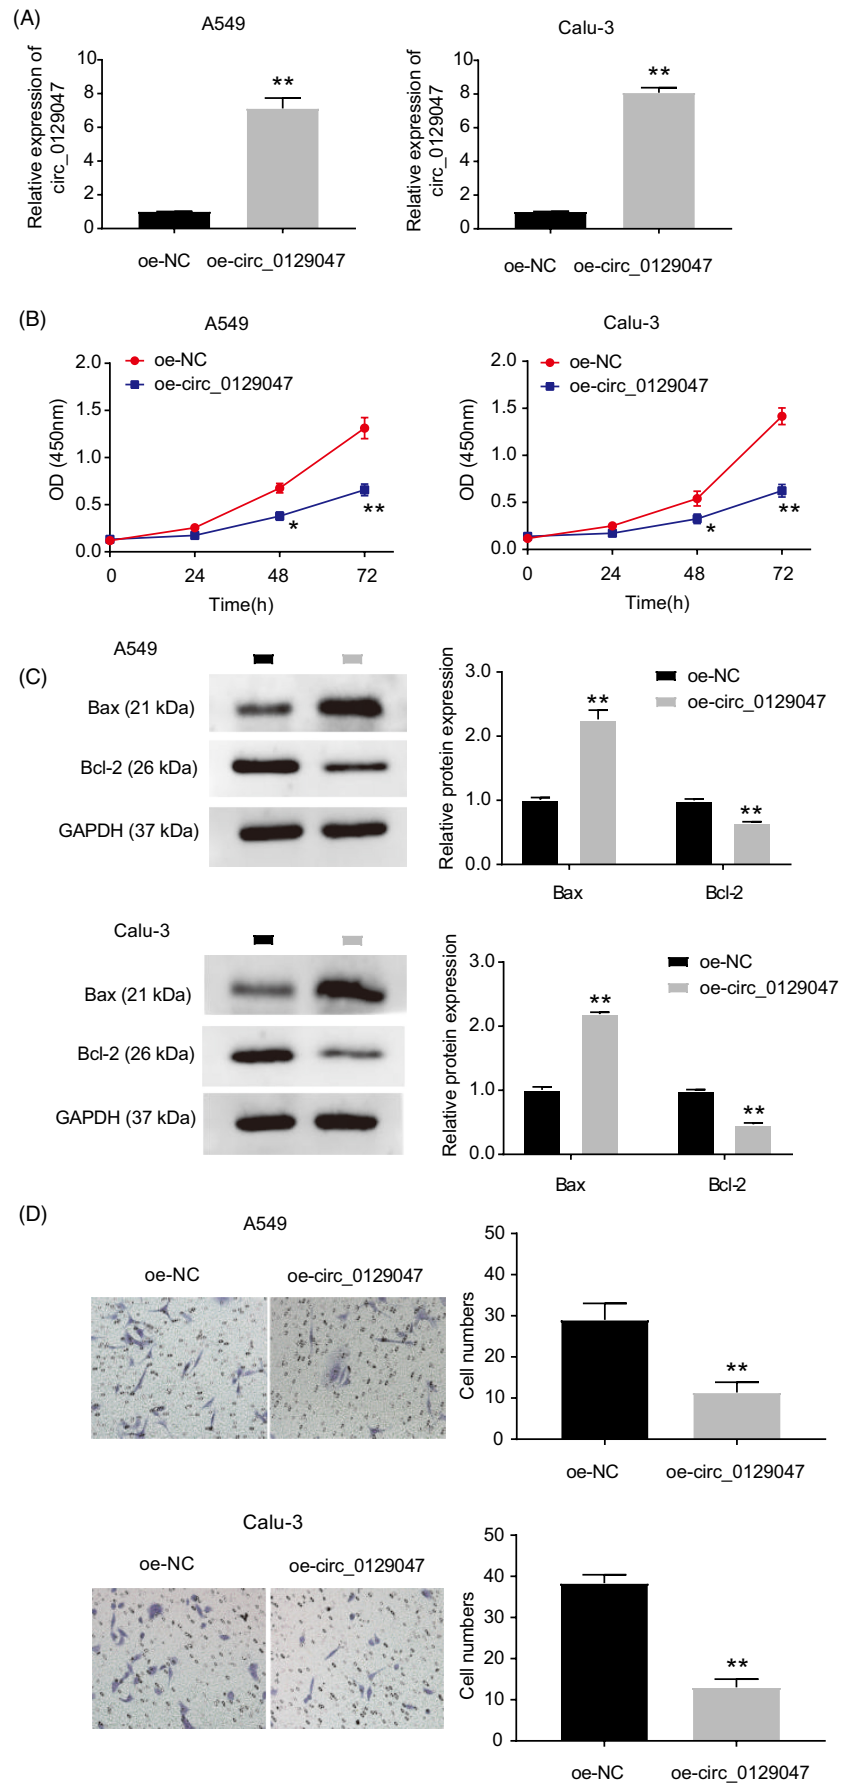 (A)
A549
Calu-3
Relative expression of
circ_0129047
10
8
6
4
2
0
**
oe-NC oe-circ_0129047
Relative expression of
circ_0129047
10
8
6
4
2
0
**
oe-NC oe-circ_0129047
(B)
A549
oe-NC
oe-circ_0129047
OD (450nm)
2.0
1.5
1.0
0.5
0.0
*
**
0 24 48 72
Time(h)
Calu-3
oe-NC
oe-circ_0129047
OD (450nm)
2.0
1.5
1.0
0.5
0.0
*
**
0 24 48 72
Time(h)
(C)
A549
Bax (21 kDa)
Bcl-2 (26 kDa)
GAPDH (37 kDa)
Relative protein expression
3.0
2.0
1.0
0.0
oe-NC
oe-circ_0129047
**
**
Bax Bcl-2
Calu-3
Bax (21 kDa)
Bcl-2 (26 kDa)
GAPDH (37 kDa)
Relative protein expression
3.0
2.0
1.0
0.0
oe-NC
oe-circ_0129047
**
**
Bax Bcl-2
(D)
A549
oe-NC oe-circ_0129047
Cell numbers
50
40
30
20
10
0
**
oe-NC oe-circ_0129047
Calu-3
oe-NC oe-circ_0129047
Cell numbers
50
40
30
20
10
0
**
oe-NC oe-circ_0129047